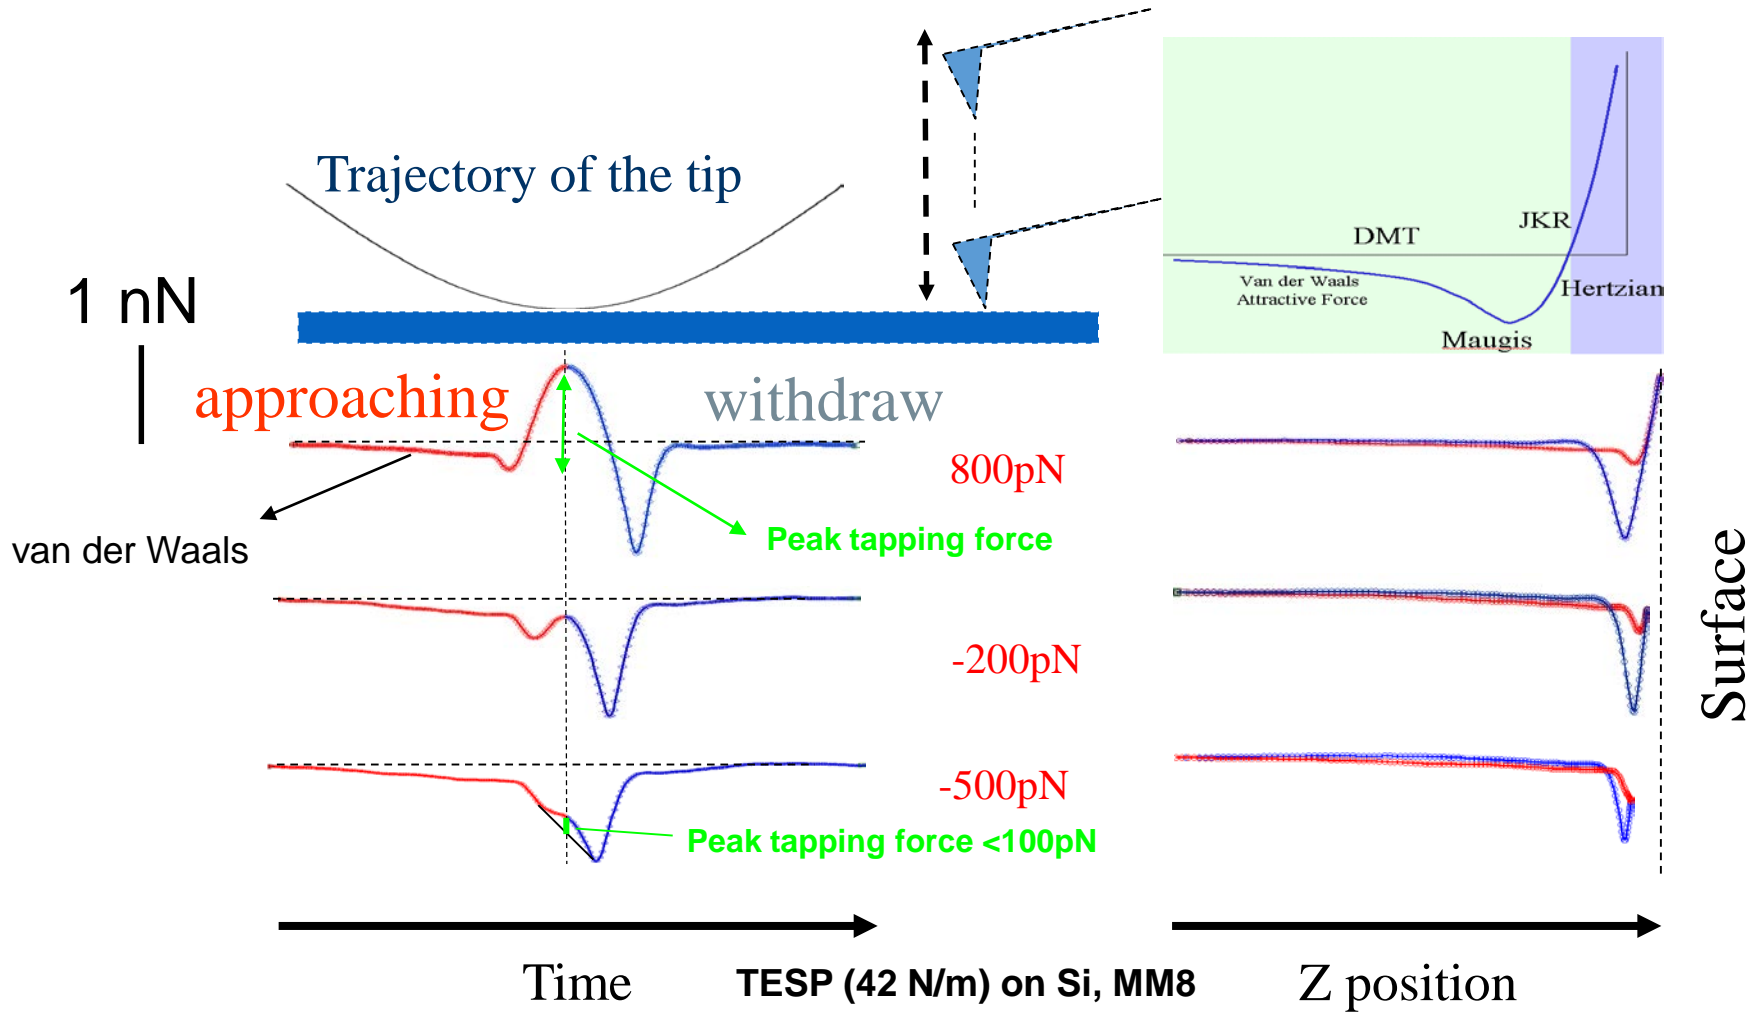 Trajectory of the tip
1 nN
DMT
JKR
Van der Waals
Attractive Force
Hertzian
Maugis
approaching
withdraw
800pN
van der Waals
Peak tapping force
-200pN
Surface
-500pN
Peak tapping force <100pN
Time
TESP (42 N/m) on Si, MM8
Z position